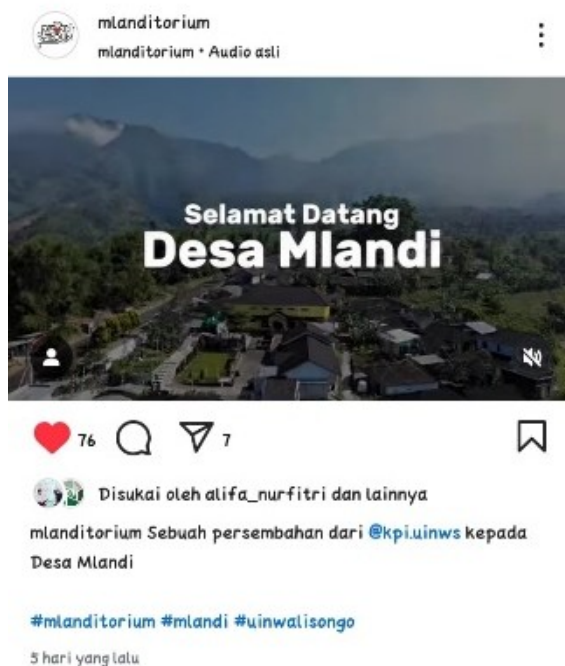 mlanditorium
mlanditorium • Audio asli
Selamat Datang
Desa Mlandi
76
7
Disukai oleh alifa_nurfitri dan lainnya
mlanditorium Sebuah persembahan dari @kpi.uinws kepada
Desa Mlandi
#mlanditorium #mlandi #uinwalisongo
5 hari yang lalu